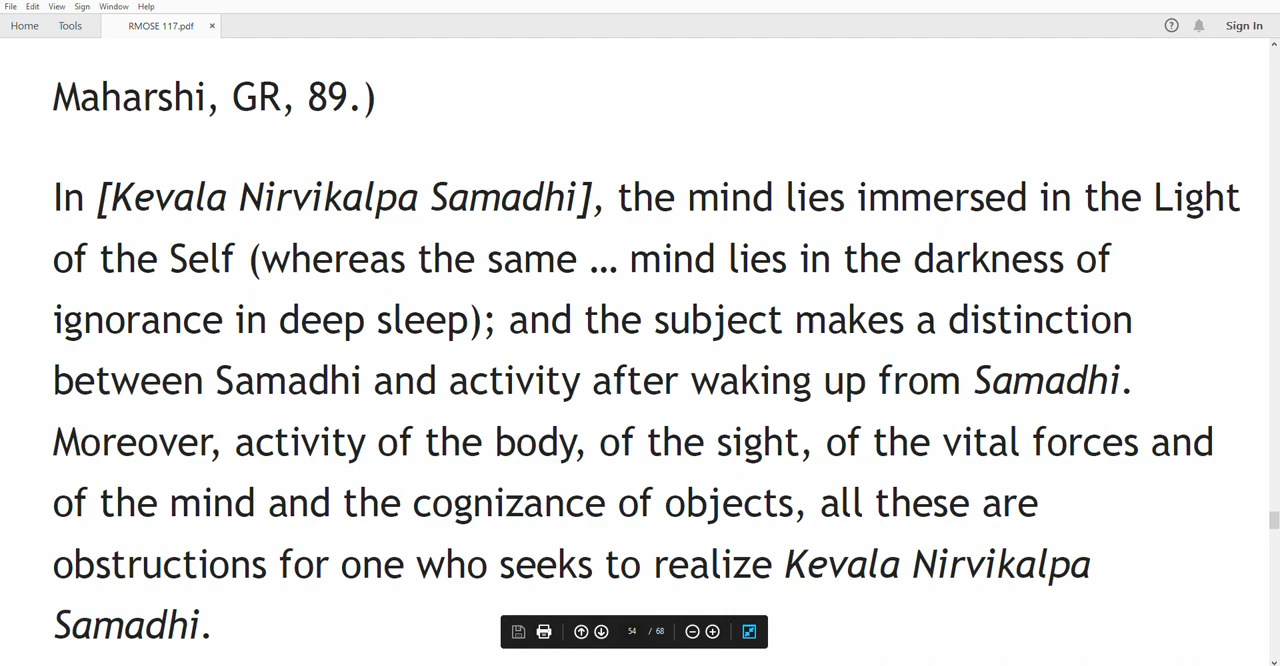 File Edit View Sign Window Help
Home Tools RMOSE 117.pdf × ? Sign In
Maharshi, GR, 89.)
In [Kevala Nirvikalpa Samadhi], the mind lies immersed in the Light
of the Self (whereas the same … mind lies in the darkness of
ignorance in deep sleep); and the subject makes a distinction
between Samadhi and activity after waking up from Samadhi.
Moreover, activity of the body, of the sight, of the vital forces and
of the mind and the cognizance of objects, all these are
obstructions for one who seeks to realize Kevala Nirvikalpa
Samadhi.
54 / 68